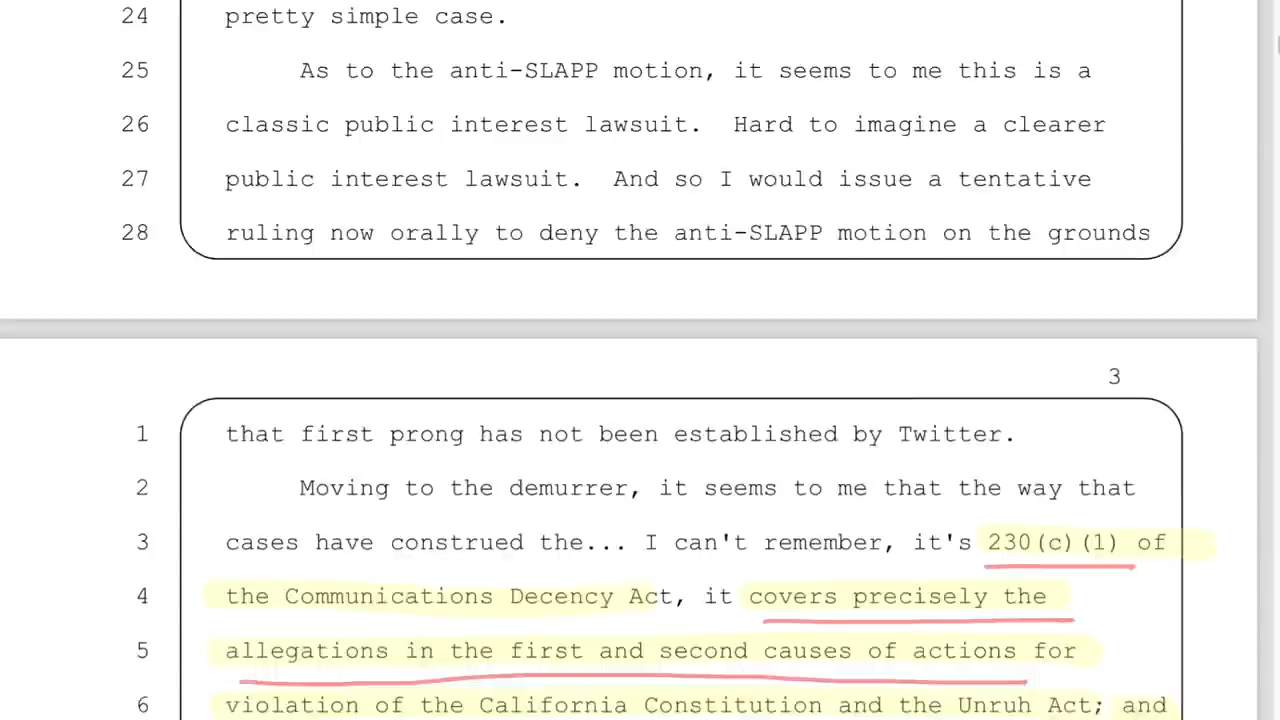 24 pretty simple case.
25 As to the anti-SLAPP motion, it seems to me this is a
26 classic public interest lawsuit. Hard to imagine a clearer
27 public interest lawsuit. And so I would issue a tentative
28 ruling now orally to deny the anti-SLAPP motion on the grounds
3
1 that first prong has not been established by Twitter.
2 Moving to the demurrer, it seems to me that the way that
3 cases have construed the... I can't remember, it's 230(c)(1) of
4 the Communications Decency Act, it covers precisely the
5 allegations in the first and second causes of actions for
6 violation of the California Constitution and the Unruh Act; and